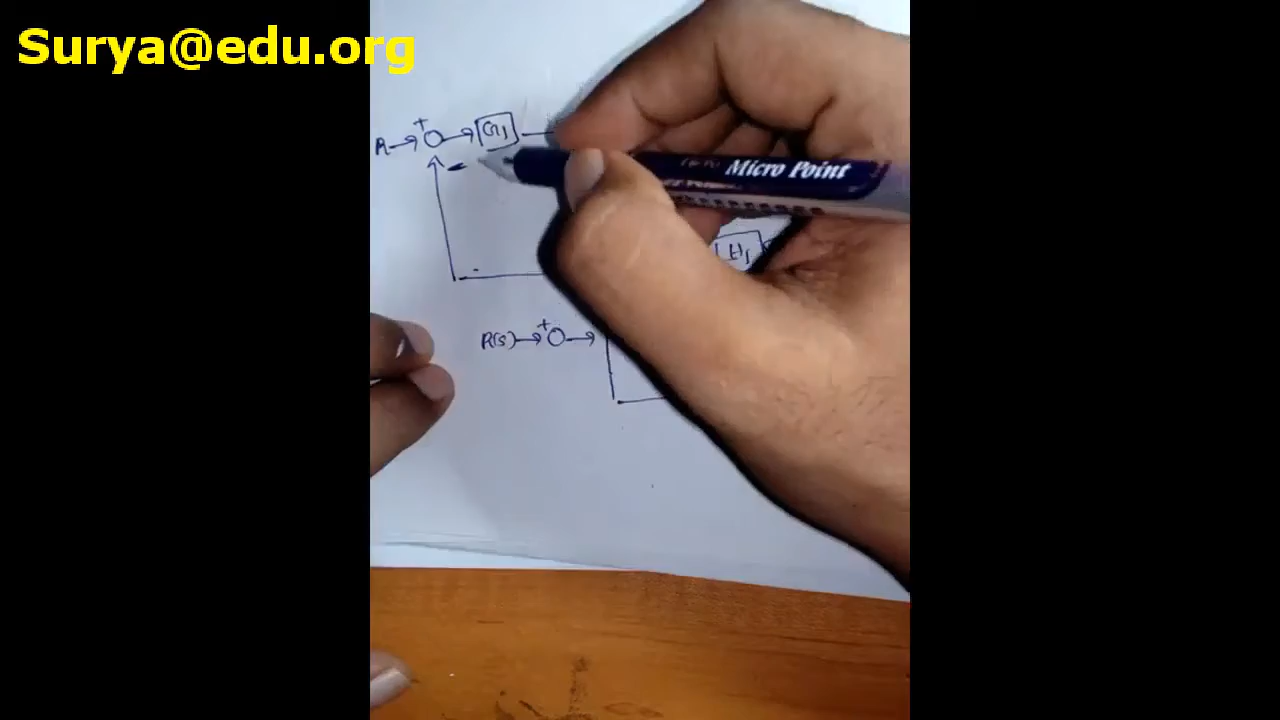 Surya@edu.org
R + G1
Micro Point
-
H1
R(s) +